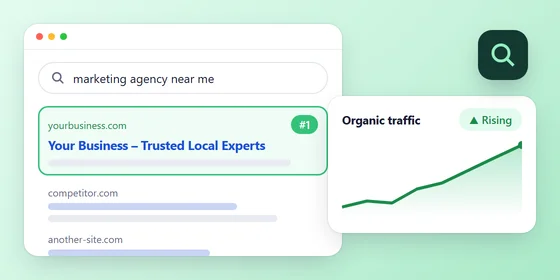 marketing agency near me
yourbusiness.com
#1
Your Business – Trusted Local Experts
competitor.com
another-site.com
Organic traffic
▲ Rising